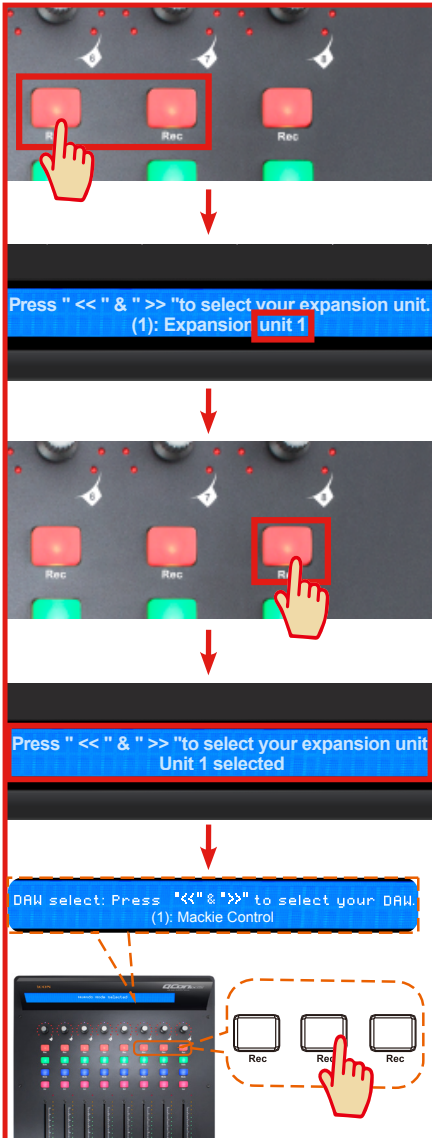 6 7 8
Rec Rec Rec
Press " << " & " >> "to select your expansion unit.
(1): Expansion unit 1
6 7 8
Rec Rec Rec
Press " << " & " >> "to select your expansion unit
Unit 1 selected
DAW select: Press "<<" & ">>" to select your DAW.
(1): Mackie Control
QCon
Rec Rec Rec